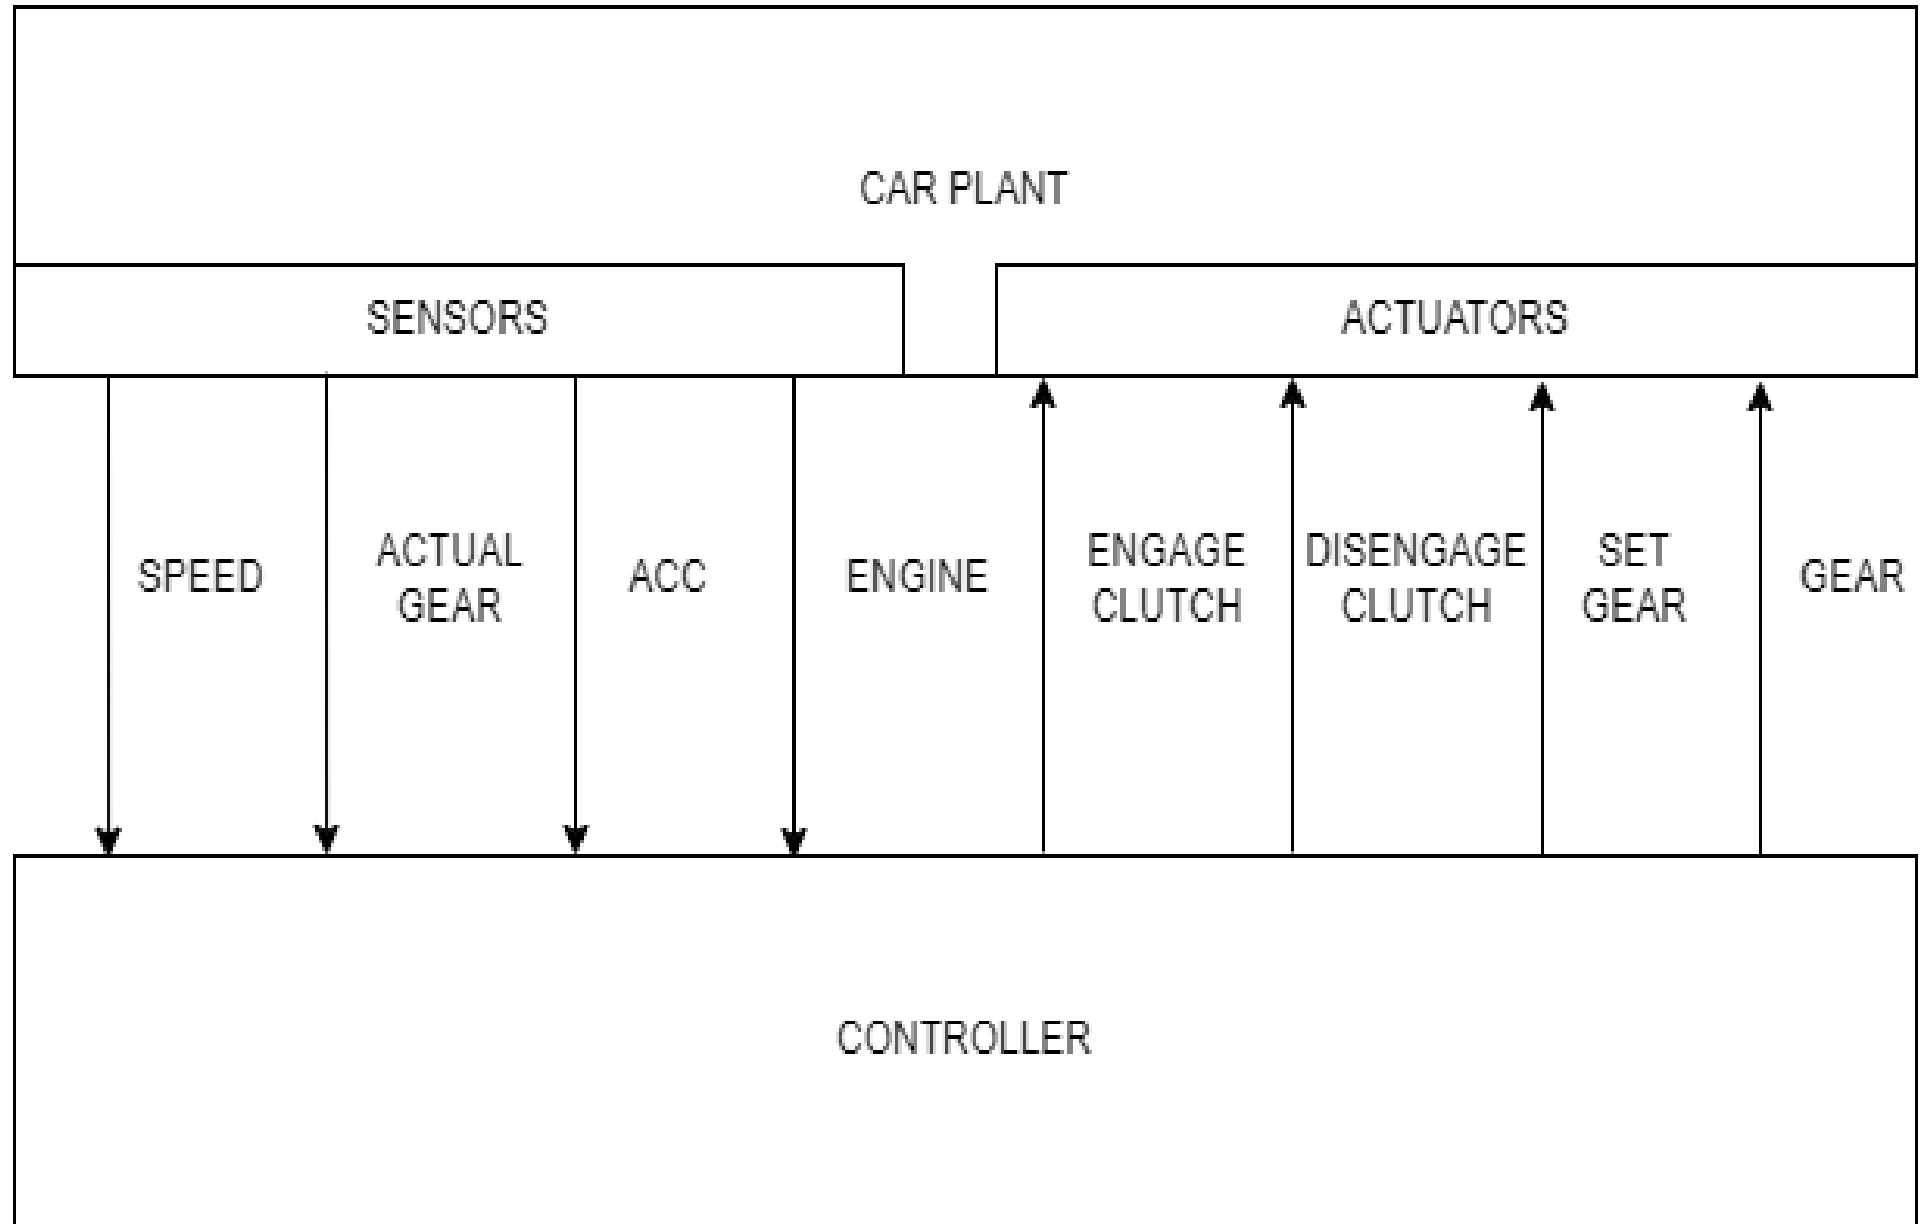 CAR PLANT
SENSORS
ACTUATORS
SPEED
ACTUAL
GEAR
ACC
ENGINE
ENGAGE
CLUTCH
DISENGAGE
CLUTCH
SET
GEAR
GEAR
CONTROLLER